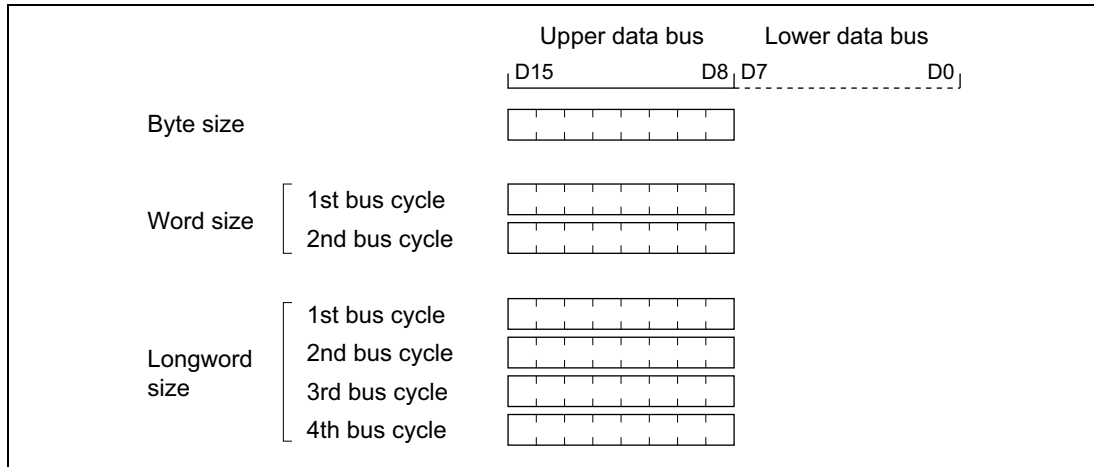 Upper data bus Lower data bus
D15 D8 D7 D0
Byte size
Word size
1st bus cycle
2nd bus cycle
Longword
size
1st bus cycle
2nd bus cycle
3rd bus cycle
4th bus cycle